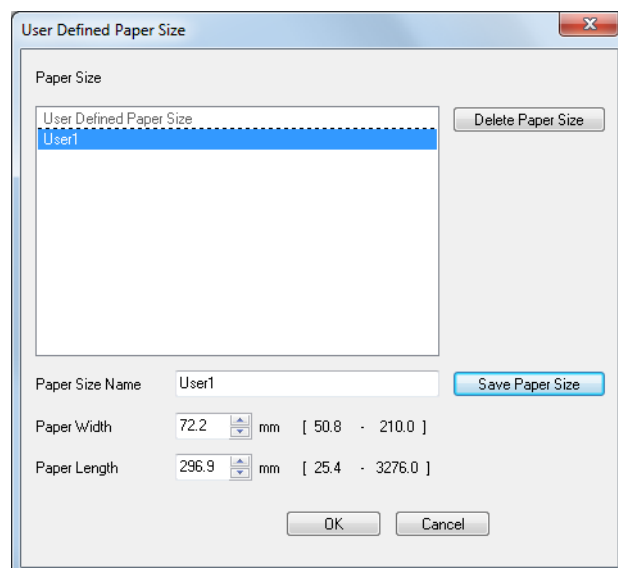 User Defined Paper Size
Paper Size
User Defined Paper Size
Delete Paper Size
User1
Paper Size Name User1 Save Paper Size
Paper Width 72.2 mm [ 50.8 - 210.0 ]
Paper Length 296.9 mm [ 25.4 - 3276.0 ]
OK Cancel